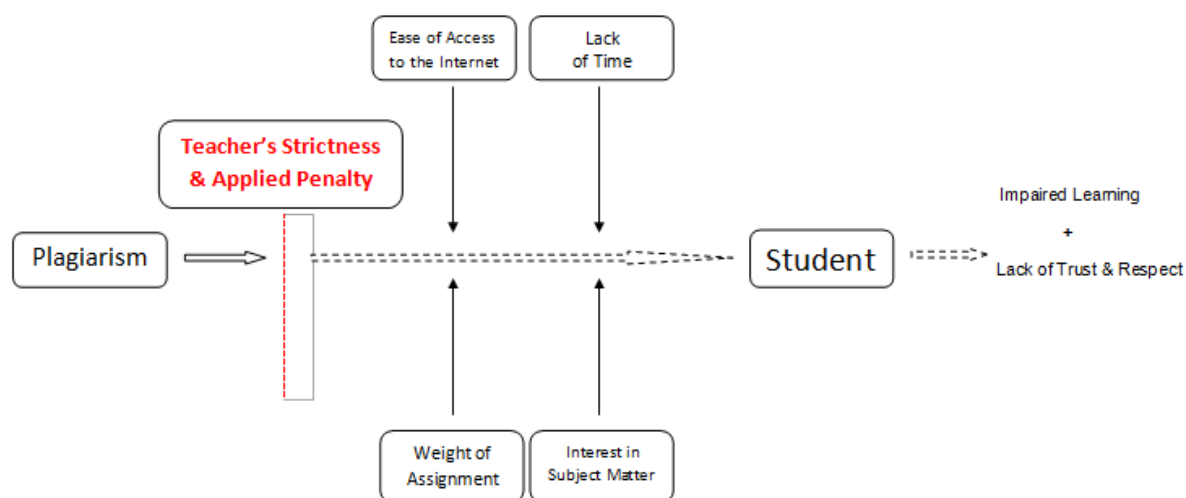 Ease of Access
to the Internet
Lack
of Time
Teacher’s Strictness
& Applied Penalty
Plagiarism
Student
Impaired Learning
+
Lack of Trust & Respect
Weight of
Assignment
Interest in
Subject Matter